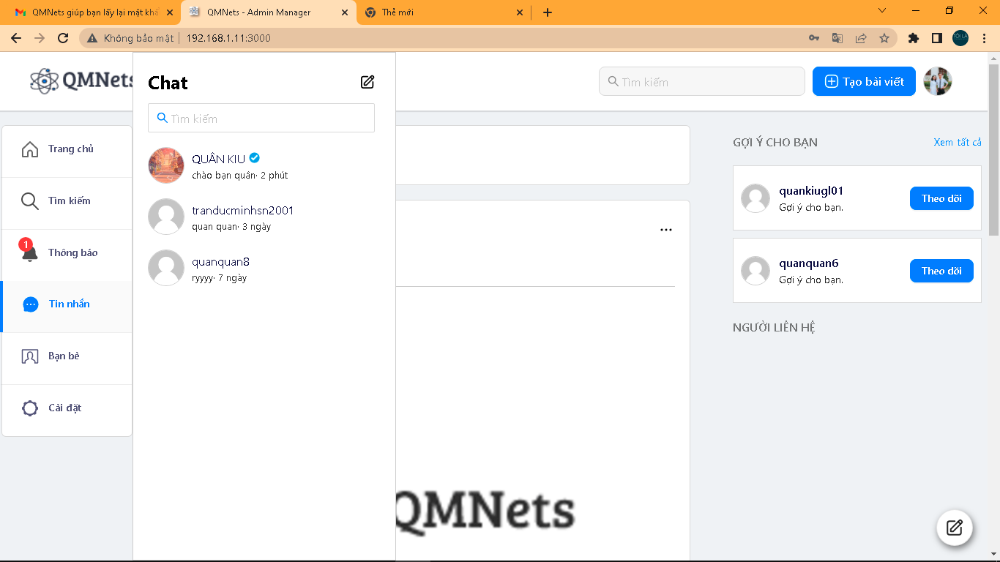 QMNets giúp bạn lấy lại mật khẩ
QMNets - Admin Manager
Thẻ mới
Không bảo mật
192.168.1.11:3000
QMNets
Chat
Tìm kiếm
Tạo bài viết
Tìm kiếm
Trang chủ
Tìm kiếm
1
Thông báo
Tin nhắn
Bạn bè
Cài đặt
QUÂN KIU
chào bạn quân· 2 phút
tranducminhsn2001
quan quan· 3 ngày
quanquan8
ryyyy· 7 ngày
GỢI Ý CHO BẠN
Xem tất cả
quankiugl01
Gợi ý cho bạn.
Theo dõi
quanquan6
Gợi ý cho bạn.
Theo dõi
NGƯỜI LIÊN HỆ
QMNets